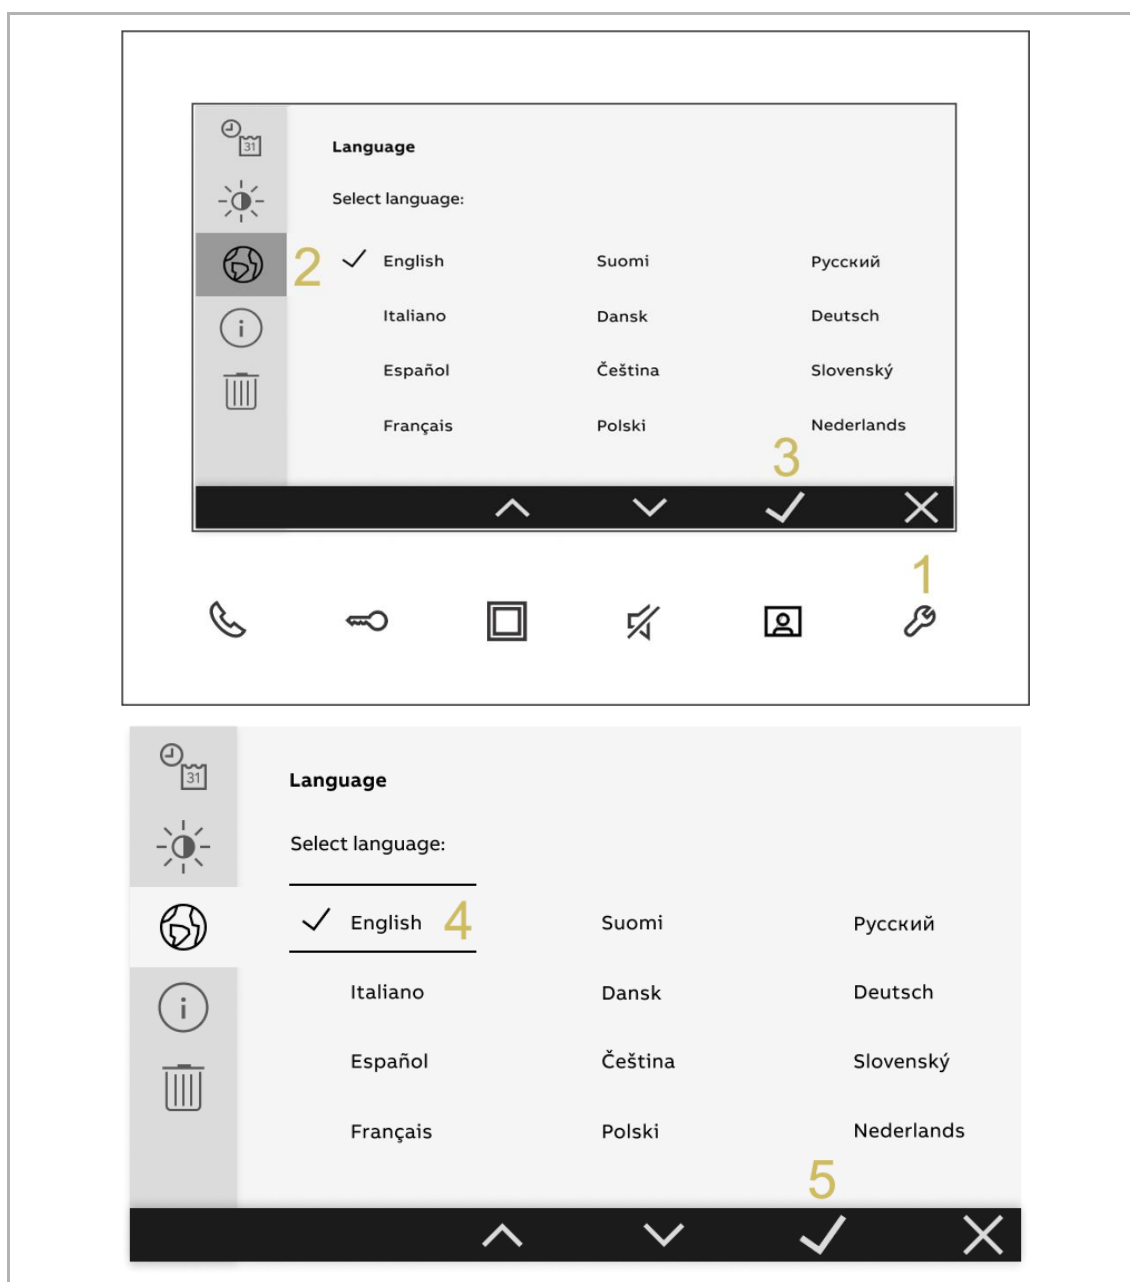 31
Language
Select language:
2 English Suomi Русский
Italiano Dansk Deutsch
Español Čeština Slovenský
Français Polski Nederlands
3
1
31
Language
Select language:
English 4 Suomi Русский
Italiano Dansk Deutsch
Español Čeština Slovenský
Français Polski Nederlands
5